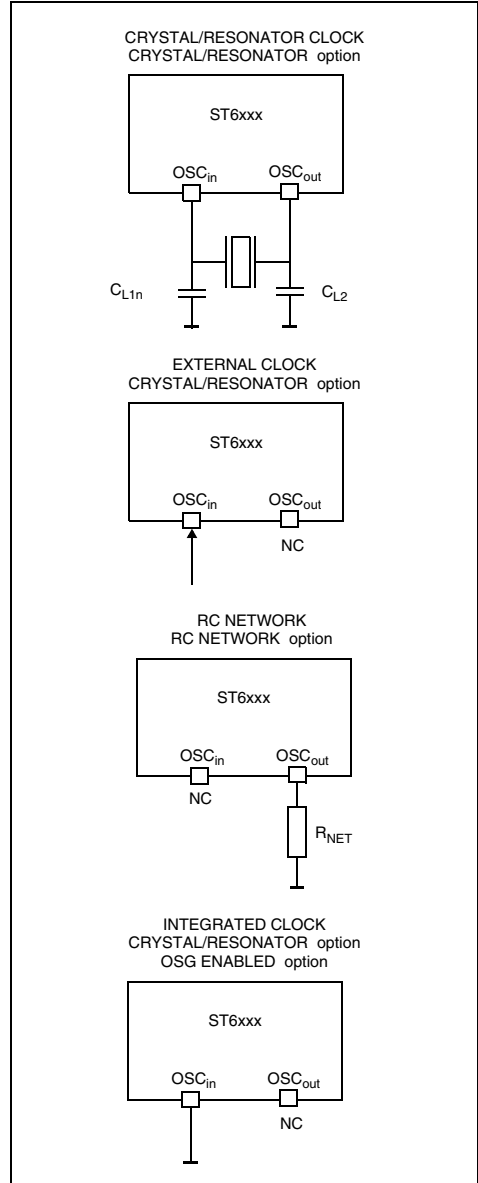 CRYSTAL/RESONATOR CLOCK
CRYSTAL/RESONATOR option
ST6xxx
OSCin OSCout
CL1n CL2
EXTERNAL CLOCK
CRYSTAL/RESONATOR option
ST6xxx
OSCin OSCout
NC
RC NETWORK
RC NETWORK option
ST6xxx
OSCin OSCout
NC
RNET
INTEGRATED CLOCK
CRYSTAL/RESONATOR option
OSG ENABLED option
ST6xxx
OSCin OSCout
NC